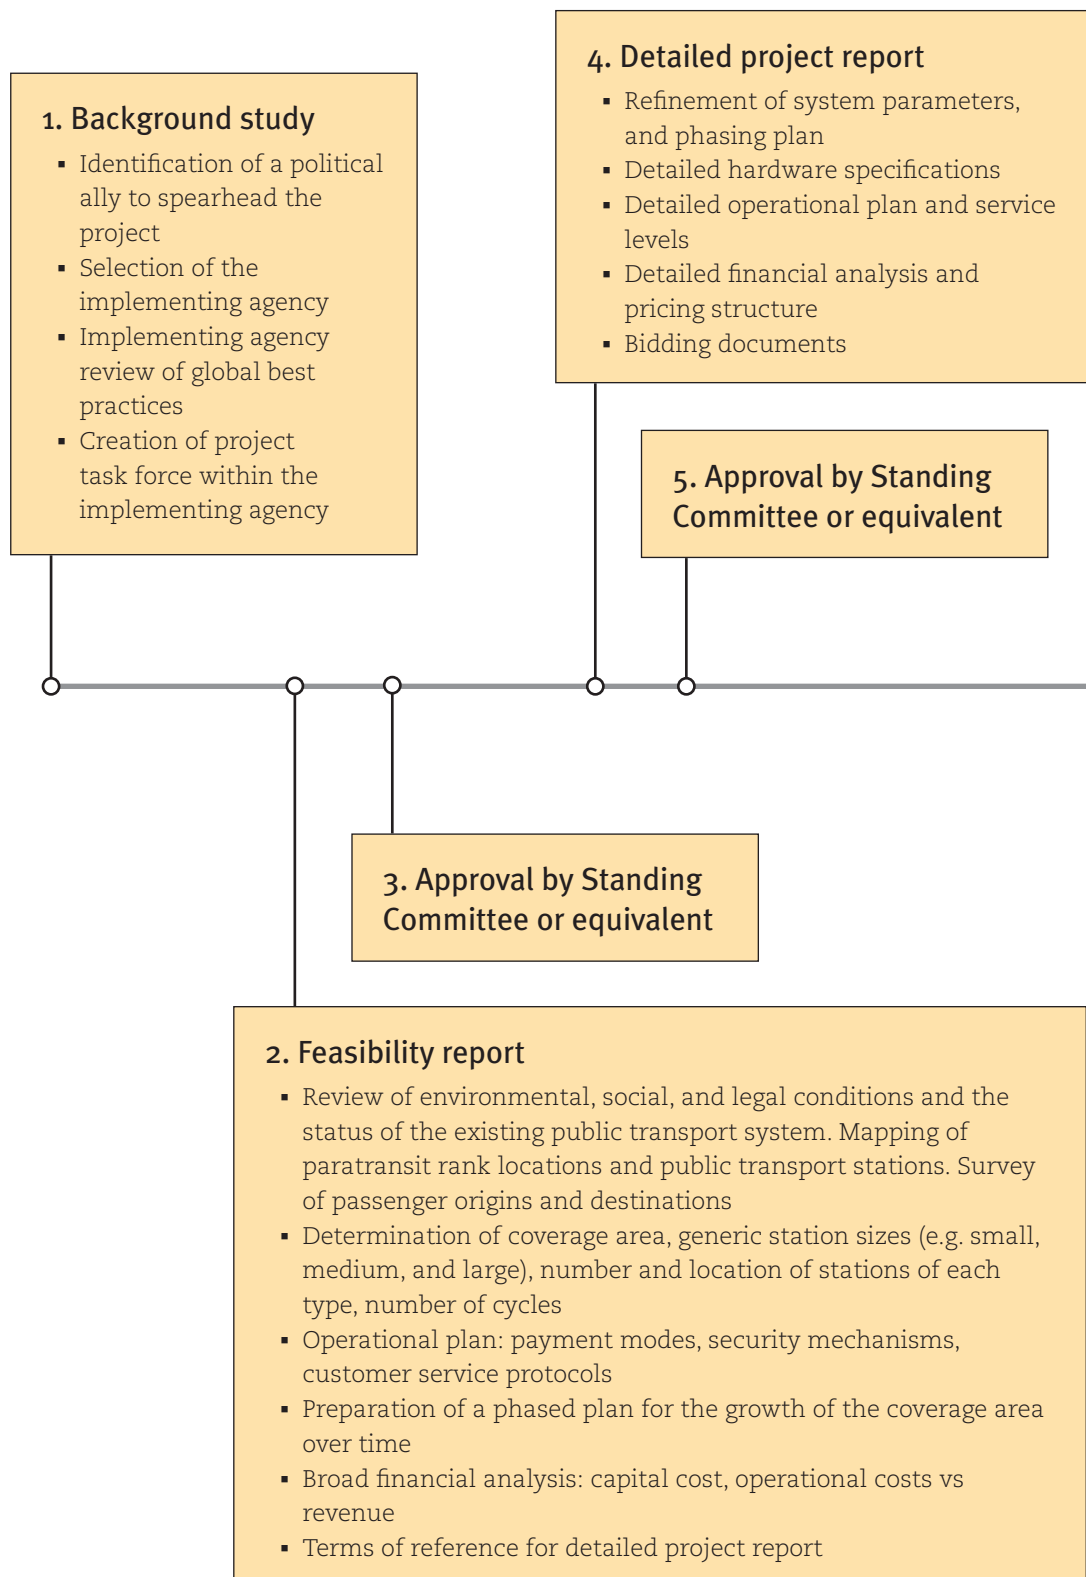 1. Background study
▪ Identification of a political
ally to spearhead the
project
▪ Selection of the
implementing agency
▪ Implementing agency
review of global best
practices
▪ Creation of project
task force within the
implementing agency
4. Detailed project report
▪ Refinement of system parameters,
and phasing plan
▪ Detailed hardware specifications
▪ Detailed operational plan and service
levels
▪ Detailed financial analysis and
pricing structure
▪ Bidding documents
5. Approval by Standing
Committee or equivalent
3. Approval by Standing
Committee or equivalent
2. Feasibility report
▪ Review of environmental, social, and legal conditions and the
status of the existing public transport system. Mapping of
paratransit rank locations and public transport stations. Survey
of passenger origins and destinations
▪ Determination of coverage area, generic station sizes (e.g. small,
medium, and large), number and location of stations of each
type, number of cycles
▪ Operational plan: payment modes, security mechanisms,
customer service protocols
▪ Preparation of a phased plan for the growth of the coverage area
over time
▪ Broad financial analysis: capital cost, operational costs vs
revenue
▪ Terms of reference for detailed project report